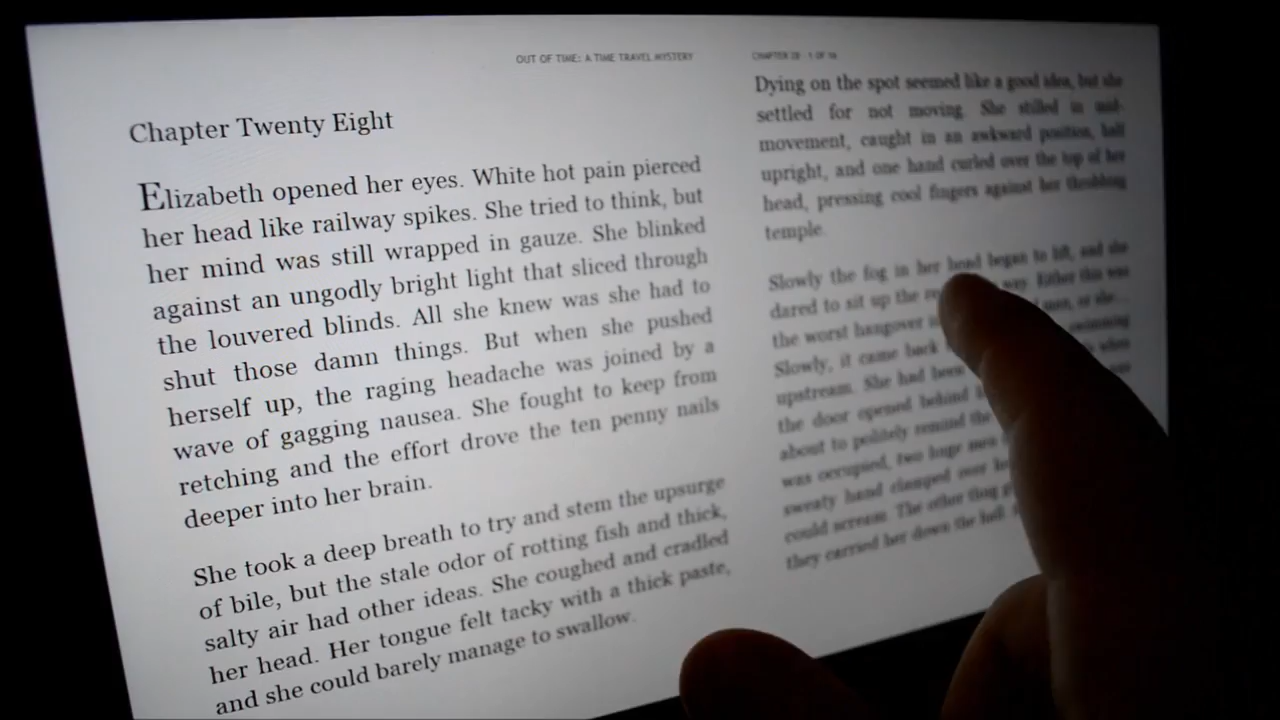 OUT OF TIME: A TIME TRAVEL MYSTERY
Chapter Twenty Eight
Elizabeth opened her eyes. White hot pain pierced
her head like railway spikes. She tried to think, but
her mind was still wrapped in gauze. She blinked
against an ungodly bright light that sliced through
the louvered blinds. All she knew was she had to
shut those damn things. But when she pushed
herself up, the raging headache was joined by a
wave of gagging nausea. She fought to keep from
retching and the effort drove the ten penny nails
deeper into her brain.
She took a deep breath to try and stem the upsurge
of bile, but the stale odor of rotting fish and thick,
salty air had other ideas. She coughed and cradled
her head. Her tongue felt tacky with a thick paste,
and she could barely manage to swallow.
Dying on the spot seemed like a good idea, but she
settled for not moving. She stilled in mid-
movement, caught in an awkward position, half
upright, and one hand curled over the top of her
head, pressing cool fingers against her throbbing
temple.
Slowly the fog in her head began to lift, and she
dared to sit up the way. Either this was
the worst hangover or she...
Slowly, it came back swimming
upstream. She had been when
the door opened behind
about to politely remind the
was occupied, two huge men
sweaty hand clamped over
could scream. The other
they carried her down the hall